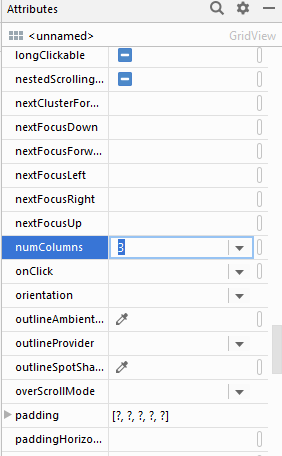 Attributes
<unnamed> GridView
longClickable
nestedScrolling...
nextClusterFor...
nextFocusDown
nextFocusForw...
nextFocusLeft
nextFocusRight
nextFocusUp
numColumns 3
onClick
orientation
outlineAmbient...
outlineProvider
outlineSpotSha...
overScrollMode
padding [?, ?, ?, ?, ?]
paddingHorizo...